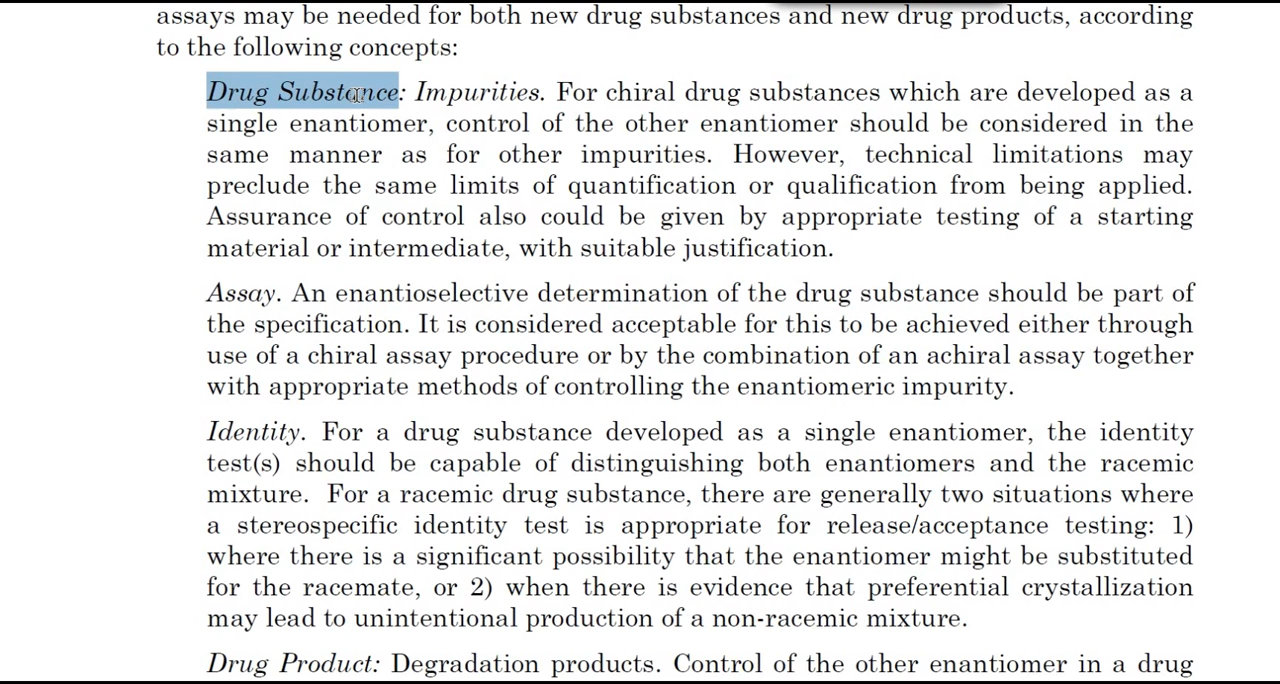 assays may be needed for both new drug substances and new drug products, according
to the following concepts:
Drug Substance: Impurities. For chiral drug substances which are developed as a
single enantiomer, control of the other enantiomer should be considered in the
same manner as for other impurities. However, technical limitations may
preclude the same limits of quantification or qualification from being applied.
Assurance of control also could be given by appropriate testing of a starting
material or intermediate, with suitable justification.
Assay. An enantioselective determination of the drug substance should be part of
the specification. It is considered acceptable for this to be achieved either through
use of a chiral assay procedure or by the combination of an achiral assay together
with appropriate methods of controlling the enantiomeric impurity.
Identity. For a drug substance developed as a single enantiomer, the identity
test(s) should be capable of distinguishing both enantiomers and the racemic
mixture. For a racemic drug substance, there are generally two situations where
a stereospecific identity test is appropriate for release/acceptance testing: 1)
where there is a significant possibility that the enantiomer might be substituted
for the racemate, or 2) when there is evidence that preferential crystallization
may lead to unintentional production of a non-racemic mixture.
Drug Product: Degradation products. Control of the other enantiomer in a drug